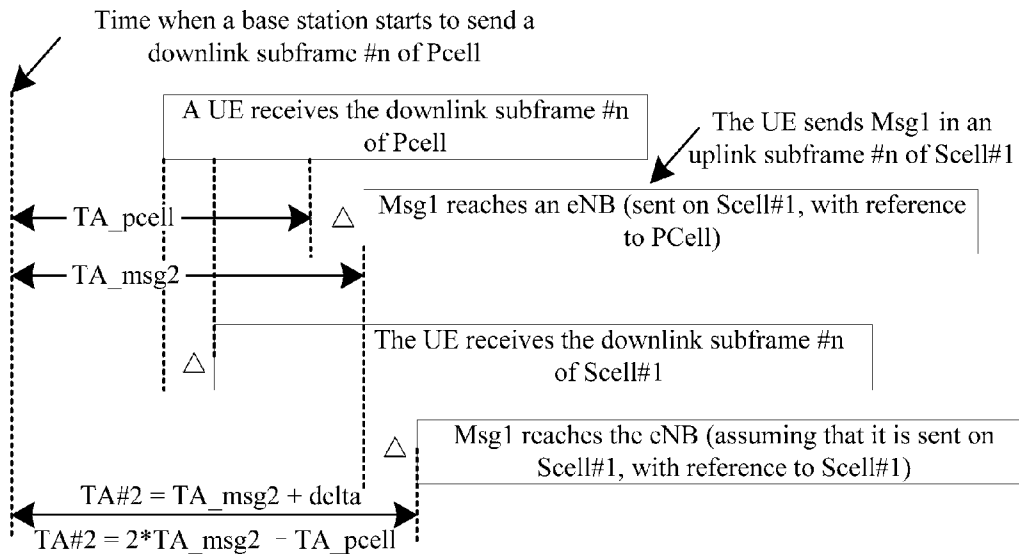 Time when a base station starts to send a
downlink subframe #n of Pcell
A UE receives the downlink subframe #n
of Pcell
The UE sends Msg1 in an
uplink subframe #n of Scell#1
TA_pcell
△
Msg1 reaches an eNB (sent on Scell#1, with reference
to PCell)
TA_msg2
The UE receives the downlink subframe #n
of Scell#1
△
Msg1 reaches the eNB (assuming that it is sent on
Scell#1, with reference to Scell#1)
△
TA#2 = TA_msg2 + delta
TA#2 = 2*TA_msg2 - TA_pcell